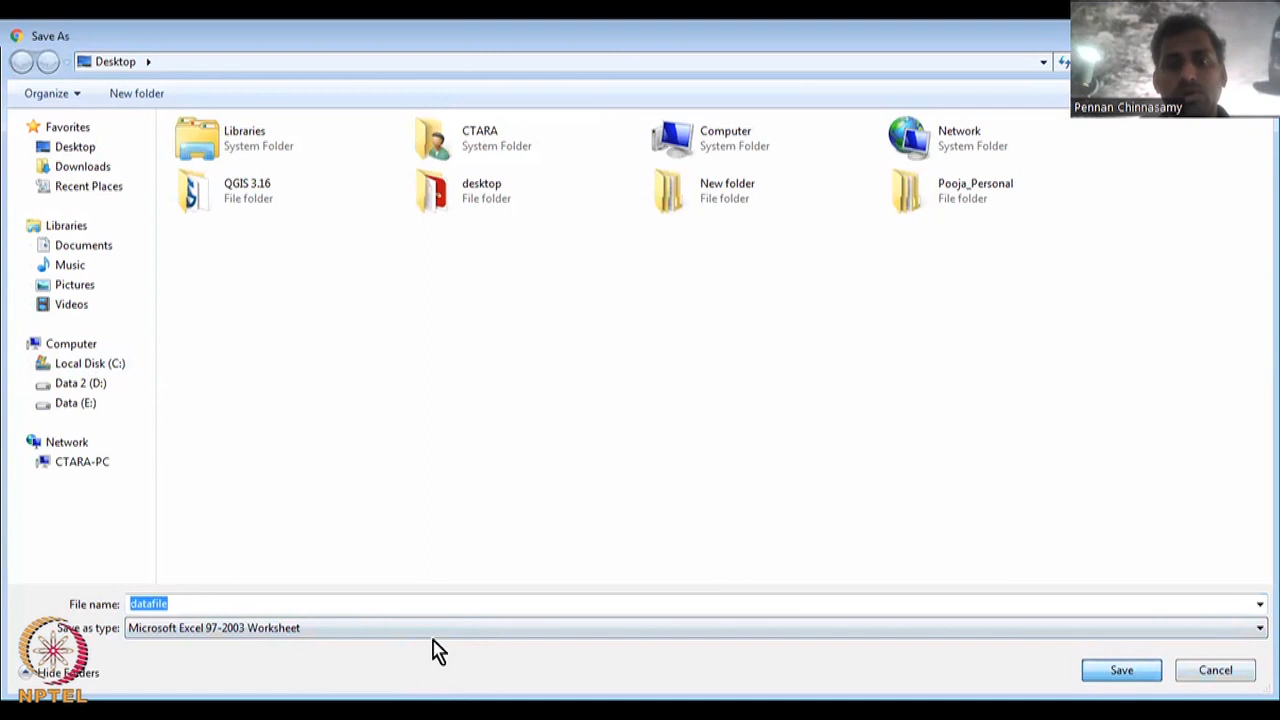 Save As
Desktop
Pennan Chinnasamy
Organize
New folder
Favorites
Desktop
Downloads
Recent Places
Libraries
Documents
Music
Pictures
Videos
Computer
Local Disk (C:)
Data 2 (D:)
Data (E:)
Network
CTARA-PC
Libraries
System Folder
CTARA
System Folder
Computer
System Folder
Network
System Folder
QGIS 3.16
File folder
desktop
File folder
New folder
File folder
Pooja_Personal
File folder
File name: datafile
Save as type: Microsoft Excel 97-2003 Worksheet
Hide Folders
Save
Cancel
NPTEL